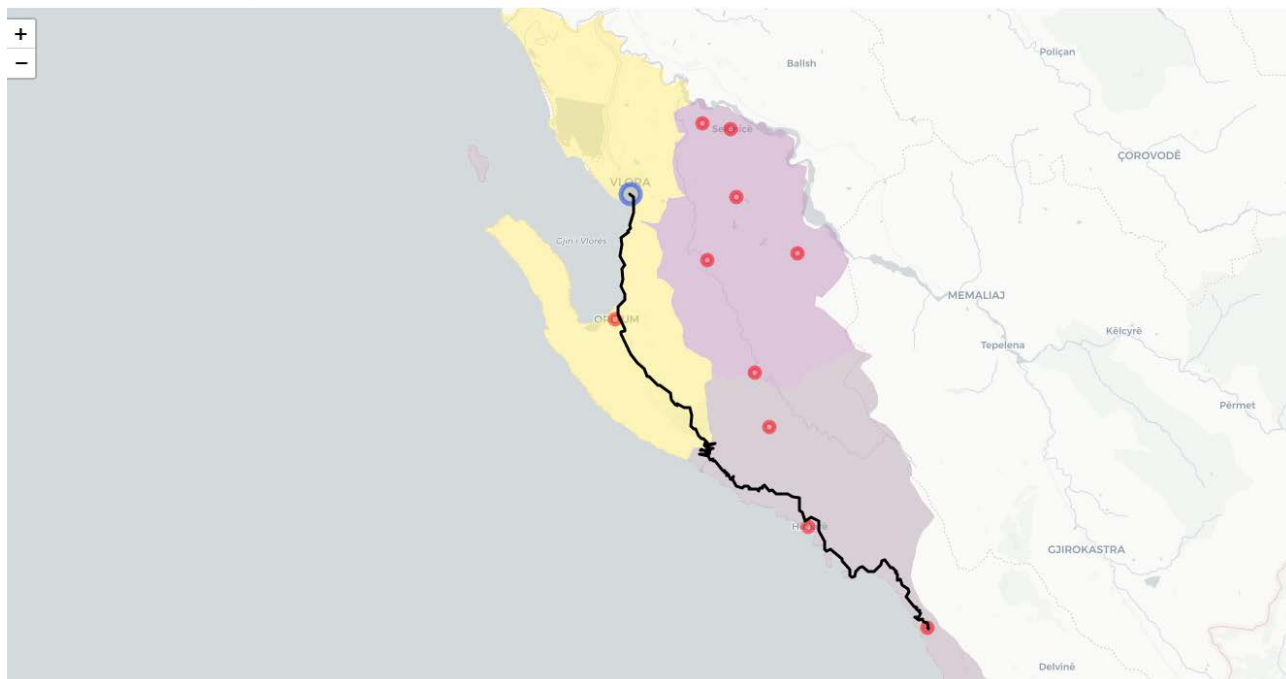 +
−
Poliçan
Ballsh
ÇOROVODË
VLORA
Gjiri i Vlorës
MEMALIAJ
Këlcyrë
Tepelena
Përmet
GJIROKASTRA
Delvinë